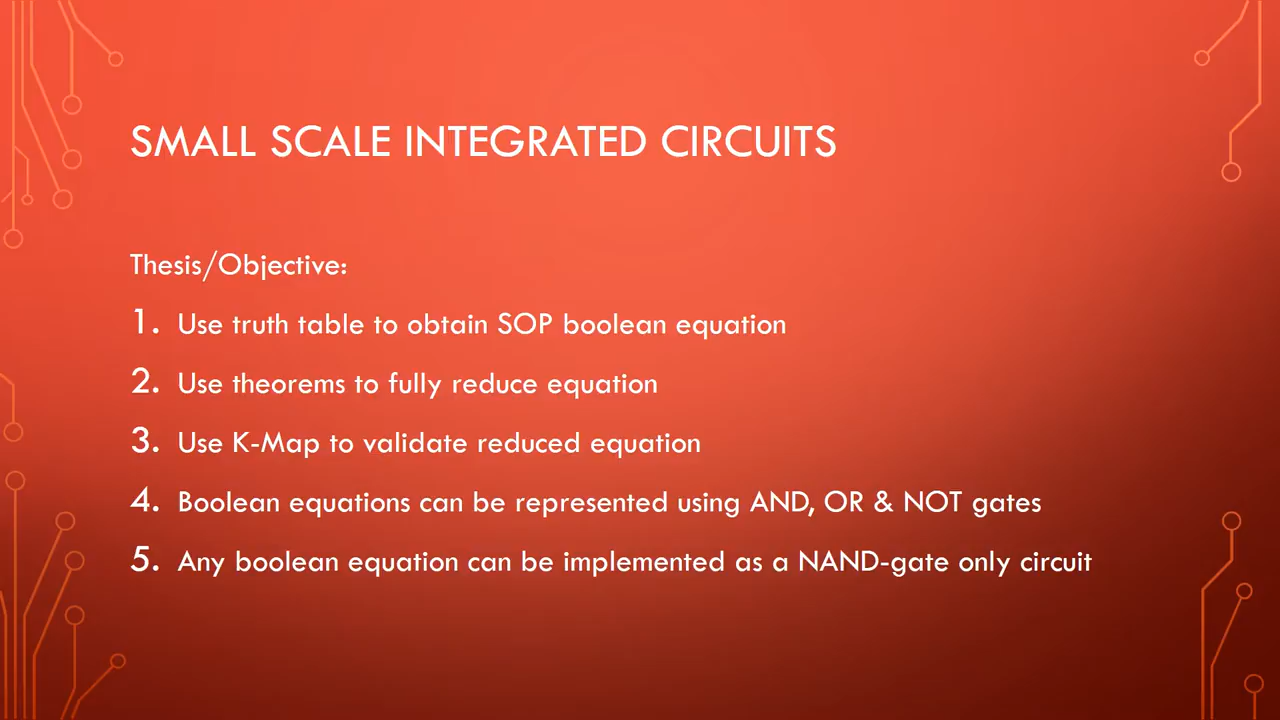 SMALL SCALE INTEGRATED CIRCUITS
Thesis/Objective:
1. Use truth table to obtain SOP boolean equation
2. Use theorems to fully reduce equation
3. Use K-Map to validate reduced equation
4. Boolean equations can be represented using AND, OR & NOT gates
5. Any boolean equation can be implemented as a NAND-gate only circuit